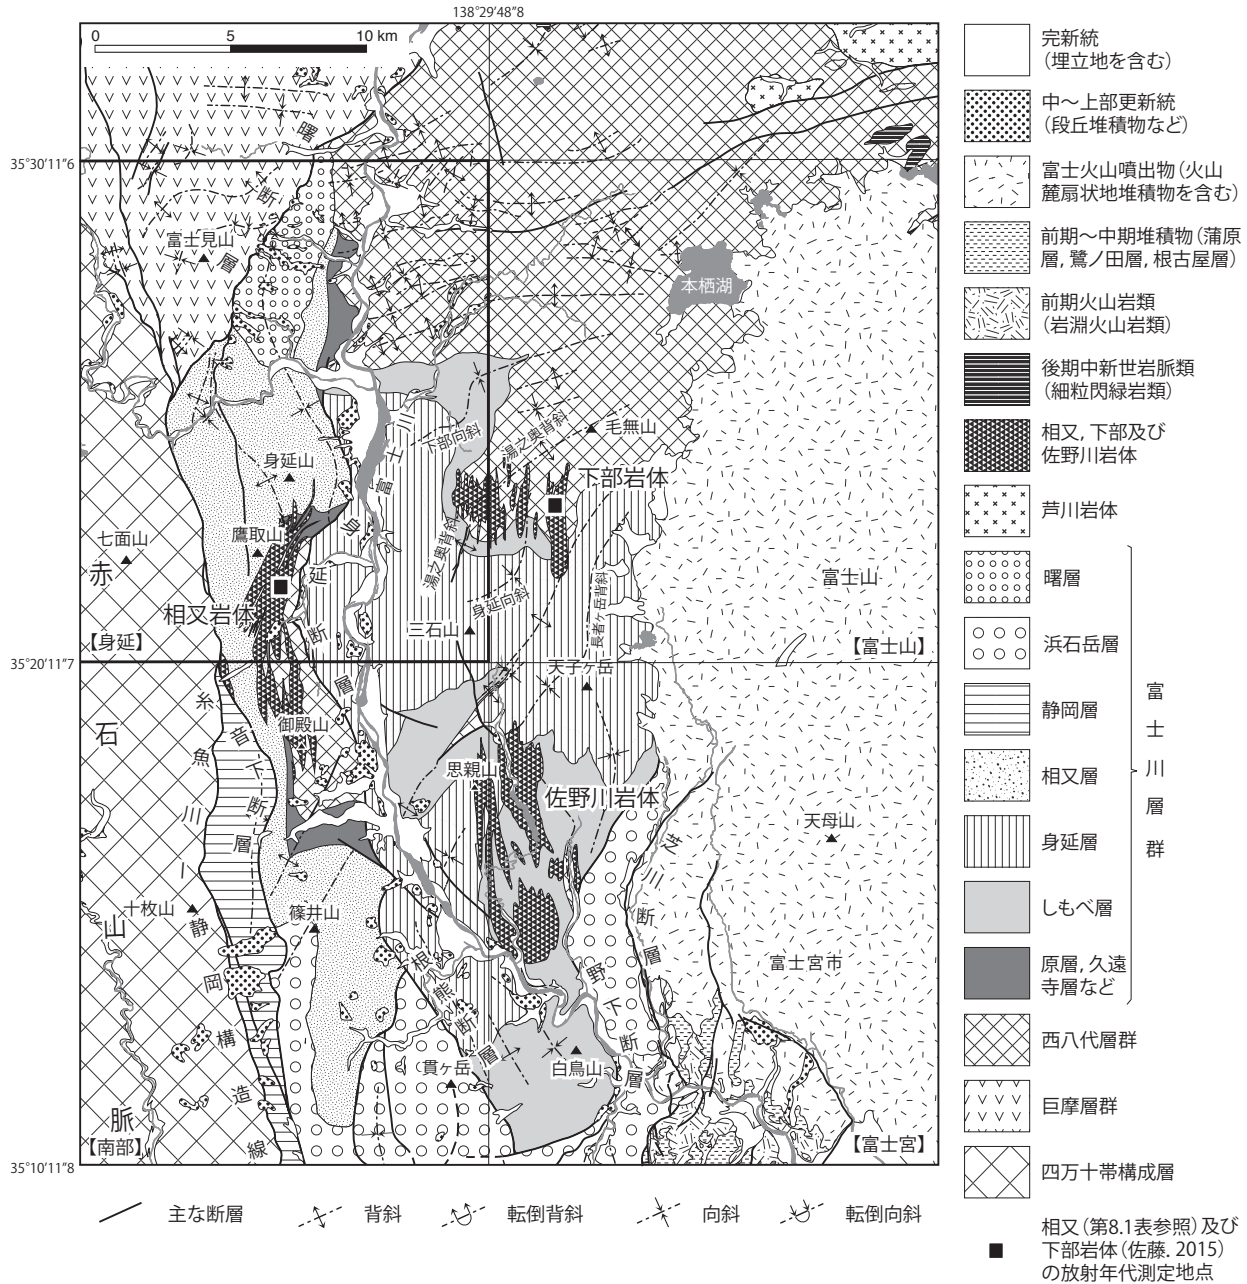 138°29′48″8
0 5 10 km
35°30′11″6
35°20′11″7
35°10′11″8
曙断層
富士見山
本栖湖
毛無山
湯之奥背斜
下部向斜
富士川
身延山
下部岩体
七面山
鷹取山
身延断層
湯之奥背斜
身延向斜
長者ヶ岳背斜
富士山
赤石山脈
相又岩体
三石山
【身延】
【富士山】
天子ヶ岳
糸魚川ー静岡構造線
音下断層
御殿山
思親山
佐野川岩体
天母山
芝川断層
十枚山
篠井山
富士宮市
根熊断層
野下断層
貫ヶ岳
白鳥山
【南部】
【富士宮】
主な断層
背斜
転倒背斜
向斜
転倒向斜
完新統
(埋立地を含む)
中〜上部更新統
(段丘堆積物など)
富士火山噴出物(火山
麓扇状地堆積物を含む)
前期〜中期堆積物(蒲原
層, 鷺ノ田層, 根古屋層)
前期火山岩類
(岩淵火山岩類)
後期中新世岩脈類
(細粒閃緑岩類)
相又, 下部及び
佐野川岩体
芦川岩体
曙層
浜石岳層
静岡層
相又層
身延層
しもべ層
原層, 久遠
寺層など
富士川層群
西八代層群
巨摩層群
四万十帯構成層
相又(第8.1表参照)及び
下部岩体(佐藤. 2015)
の放射年代測定地点